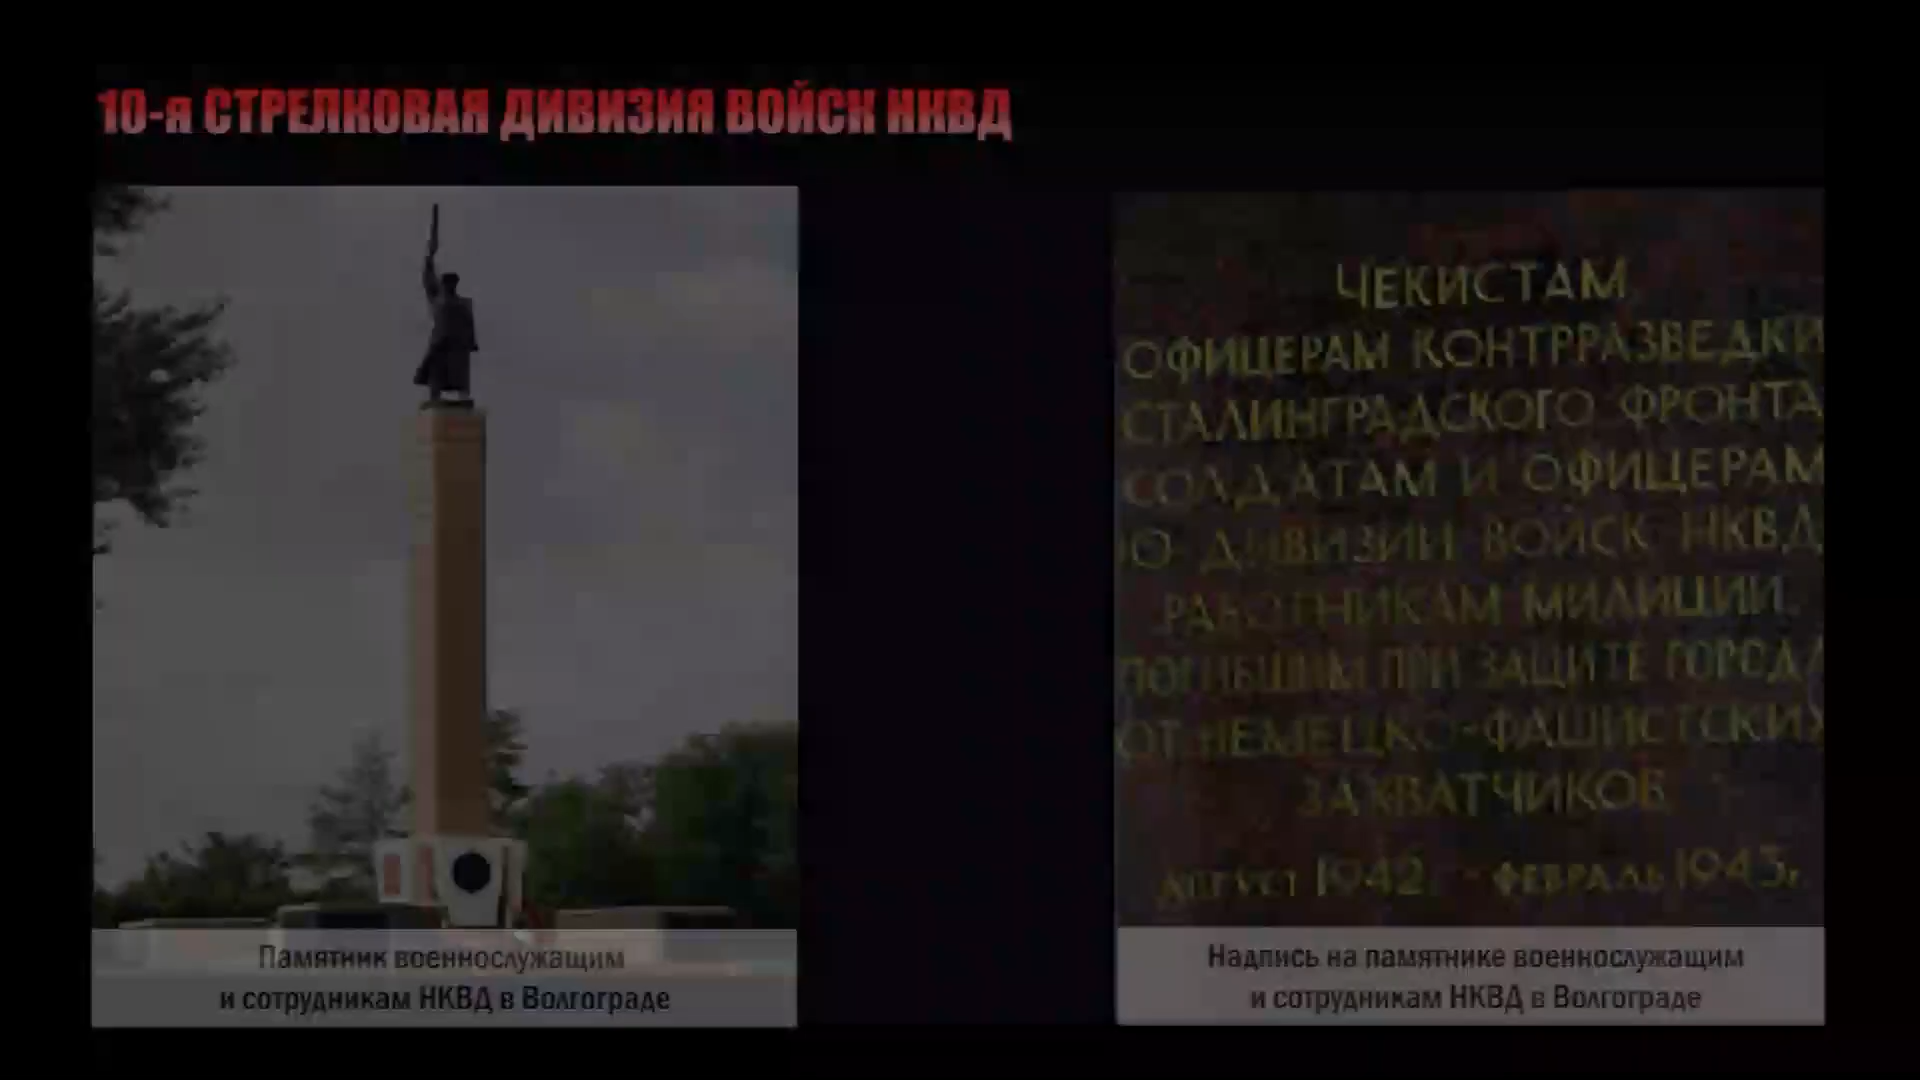 10-я СТРЕЛКОВАЯ ДИВИЗИЯ ВОЙСК НКВД
Памятник военнослужащим
и сотрудникам НКВД в Волгограде
ЧЕКИСТАМ
ОФИЦЕРАМ КОНТРРАЗВЕДКИ
СТАЛИНГРАДСКОГО ФРОНТА
СОЛДАТАМ И ОФИЦЕРАМ
10 ДИВИЗИИ ВОЙСК НКВД
РАБОТНИКАМ МИЛИЦИИ,
ПОГИБШИМ ПРИ ЗАЩИТЕ ГОРОДА
ОТ НЕМЕЦКО-ФАШИСТСКИХ
ЗАХВАТЧИКОВ
АВГУСТ 1942 - ФЕВРАЛЬ 1943г.
Надпись на памятнике военнослужащим
и сотрудникам НКВД в Волгограде